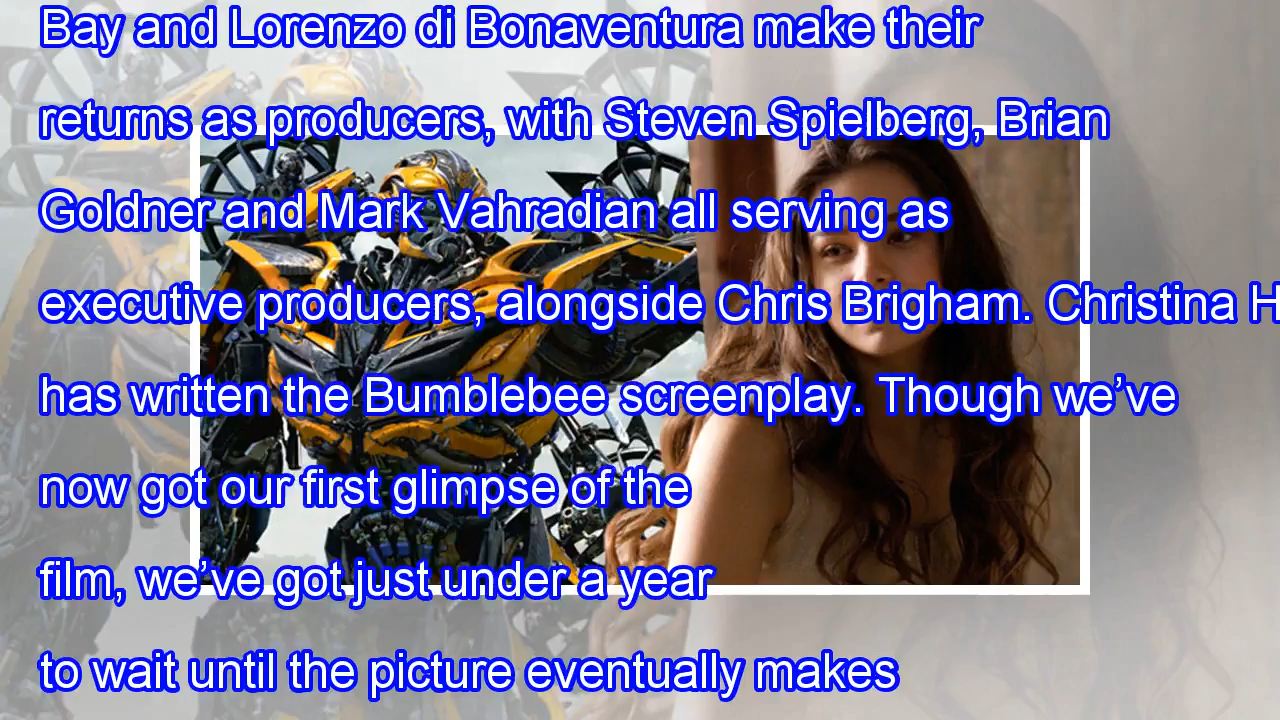 Bay and Lorenzo di Bonaventura make their
returns as producers, with Steven Spielberg, Brian
Goldner and Mark Vahradian all serving as
executive producers, alongside Chris Brigham. Christina H
has written the Bumblebee screenplay. Though we’ve
now got our first glimpse of the
film, we’ve got just under a year
to wait until the picture eventually makes